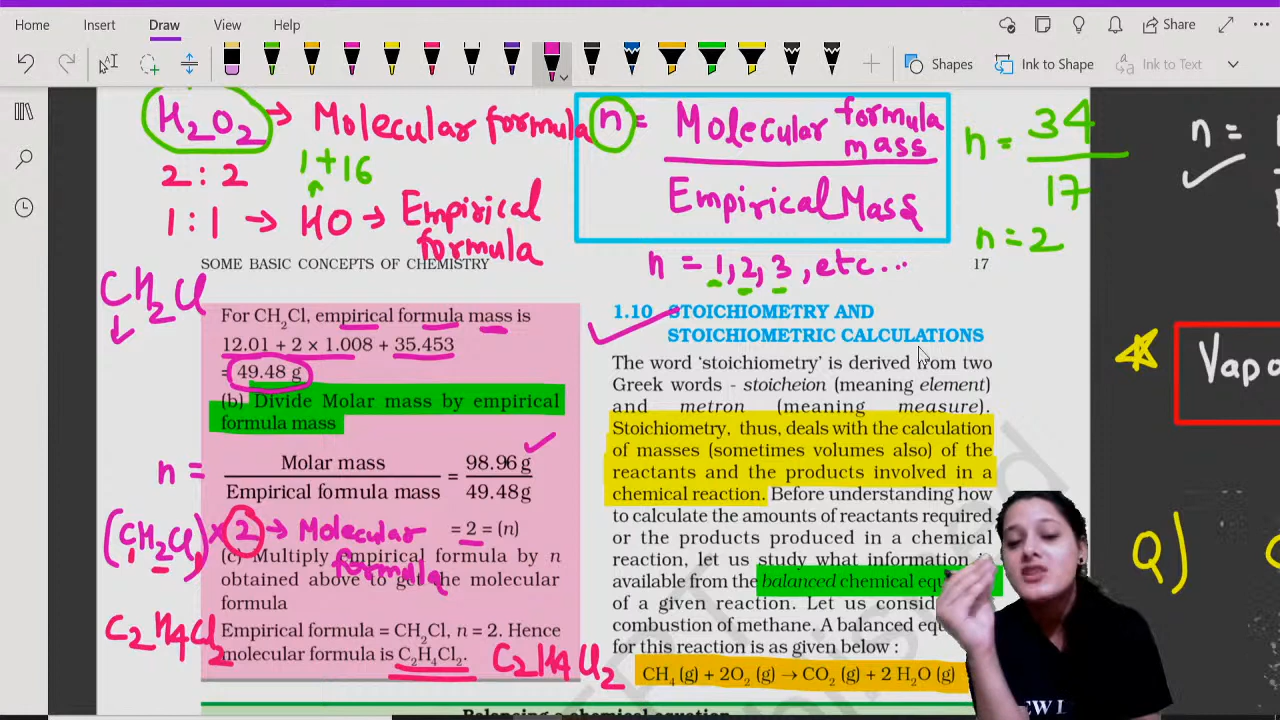 Home Insert Draw View Help Share
Shapes Ink to Shape Ink to Text
H2O2 → Molecular formula
2 : 2
1 + 16
1 : 1 → HO → Empirical formula
n = Molecular formula mass
Empirical Mass
n = 1, 2, 3, etc...
n = 34
17
n = 2
n =
SOME BASIC CONCEPTS OF CHEMISTRY
17
CH2Cl
For CH2Cl, empirical formula mass is
12.01 + 2 × 1.008 + 35.453
= 49.48 g
(b) Divide Molar mass by empirical
formula mass
n =
Molar mass = 98.96 g
Empirical formula mass 49.48g
(CH2Cl) × 2 → Molecular formula
= 2 = (n)
(c) Multiply empirical formula by n
obtained above to get the molecular
formula
C2H4Cl2
Empirical formula = CH2Cl, n = 2. Hence
molecular formula is C2H4Cl2.
C2H4Cl2
1.10 STOICHIOMETRY AND
STOICHIOMETRIC CALCULATIONS
The word ‘stoichiometry’ is derived from two
Greek words - stoicheion (meaning element)
and metron (meaning measure).
Stoichiometry, thus, deals with the calculation
of masses (sometimes volumes also) of the
reactants and the products involved in a
chemical reaction. Before understanding how
to calculate the amounts of reactants required
or the products produced in a chemical
reaction, let us study what information
available from the balanced chemical
of a given reaction. Let us
combustion of methane. A balanced
for this reaction is as given below :
CH4 (g) + 2O2 (g) → CO2 (g) + 2 H2O (g)
Balancing a chemical equation
Q)